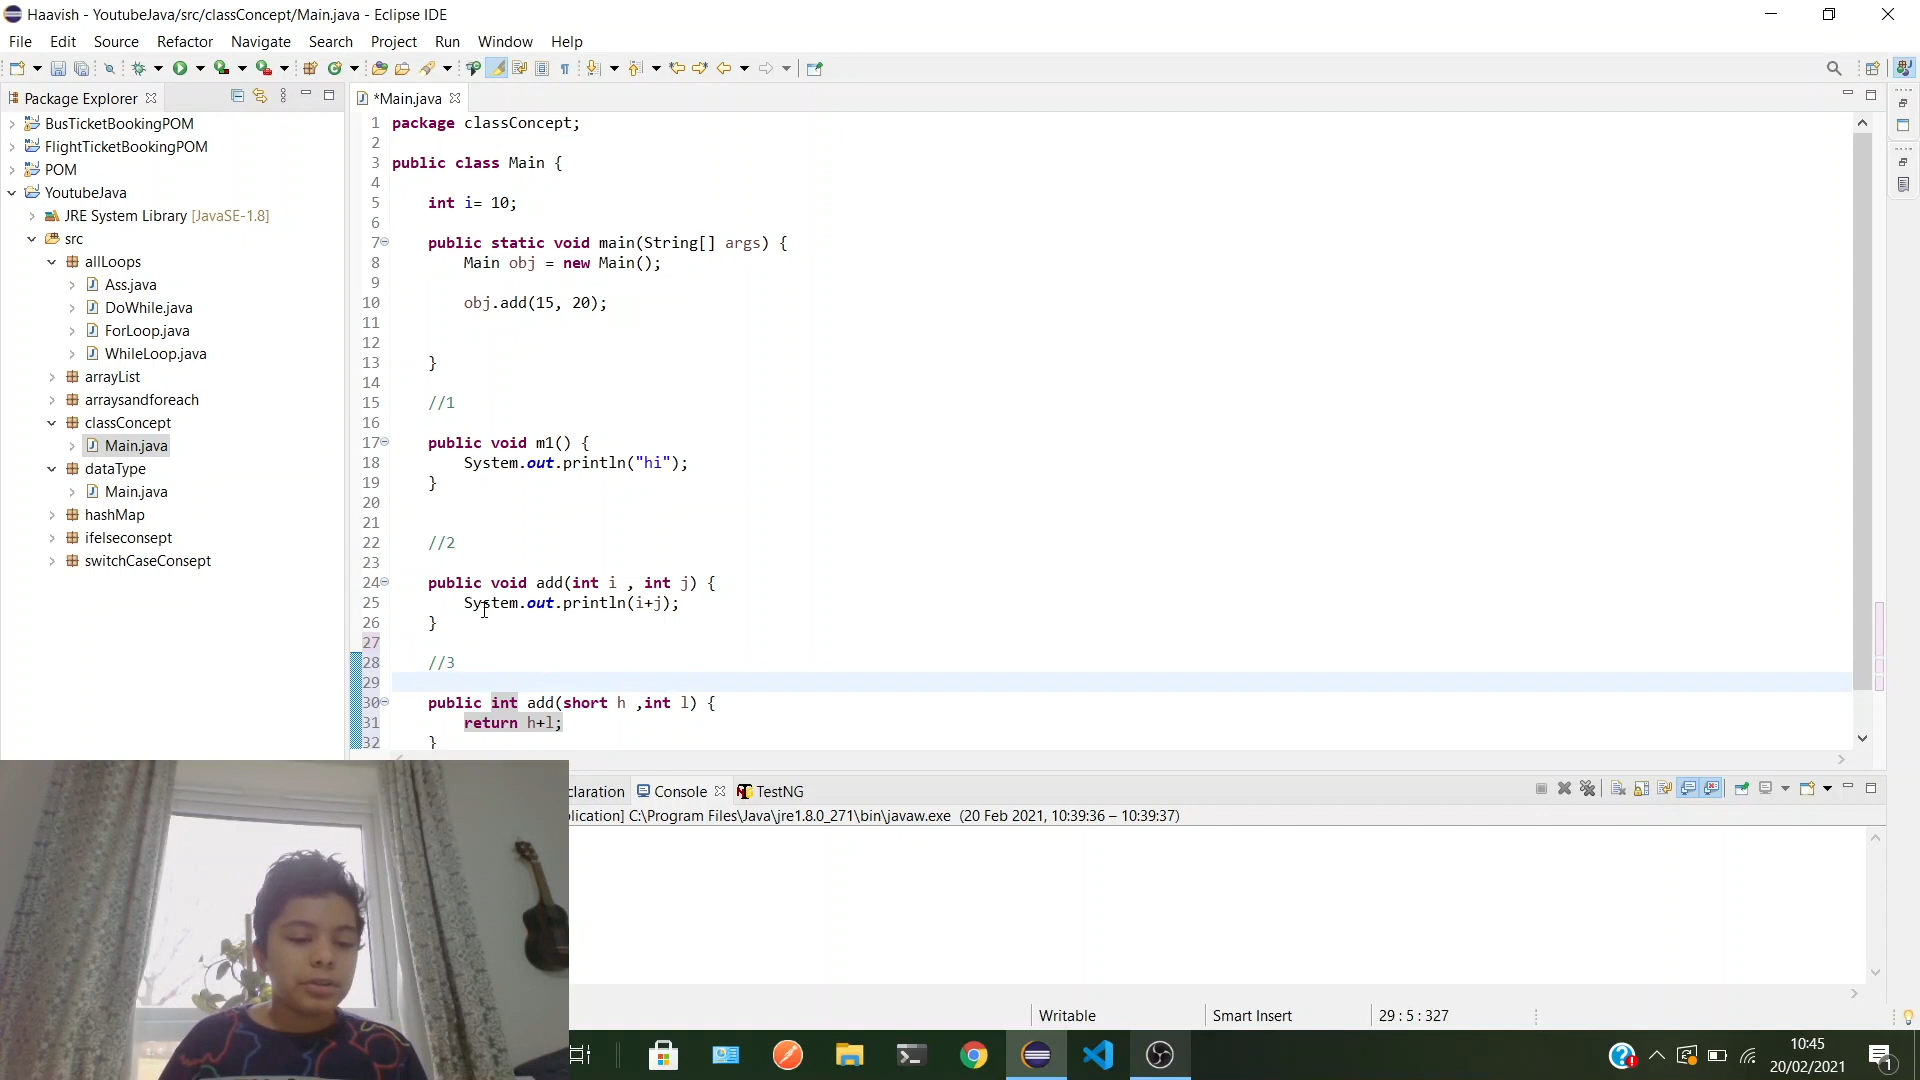 Haavish - YoutubeJava/src/classConcept/Main.java - Eclipse IDE
File Edit Source Refactor Navigate Search Project Run Window Help
Package Explorer
BusTicketBookingPOM
FlightTicketBookingPOM
POM
YoutubeJava
JRE System Library [JavaSE-1.8]
src
allLoops
Ass.java
DoWhile.java
ForLoop.java
WhileLoop.java
arrayList
arraysandforeach
classConcept
Main.java
dataType
Main.java
hashMap
ifelseconsept
switchCaseConsept
*Main.java
1 package classConcept;
2
3 public class Main {
4
5 int i= 10;
6
7 public static void main(String[] args) {
8 Main obj = new Main();
9
10 obj.add(15, 20);
11
12
13 }
14
15 //1
16
17 public void m1() {
18 System.out.println("hi");
19 }
20
21
22 //2
23
24 public void add(int i , int j) {
25 System.out.println(i+j);
26 }
27
28 //3
29
30 public int add(short h ,int l) {
31 return h+l;
32 }
claration Console TestNG
lication] C:\Program Files\Java\jre1.8.0_271\bin\javaw.exe (20 Feb 2021, 10:39:36 – 10:39:37)
Writable Smart Insert 29 : 5 : 327
10:45
20/02/2021
1